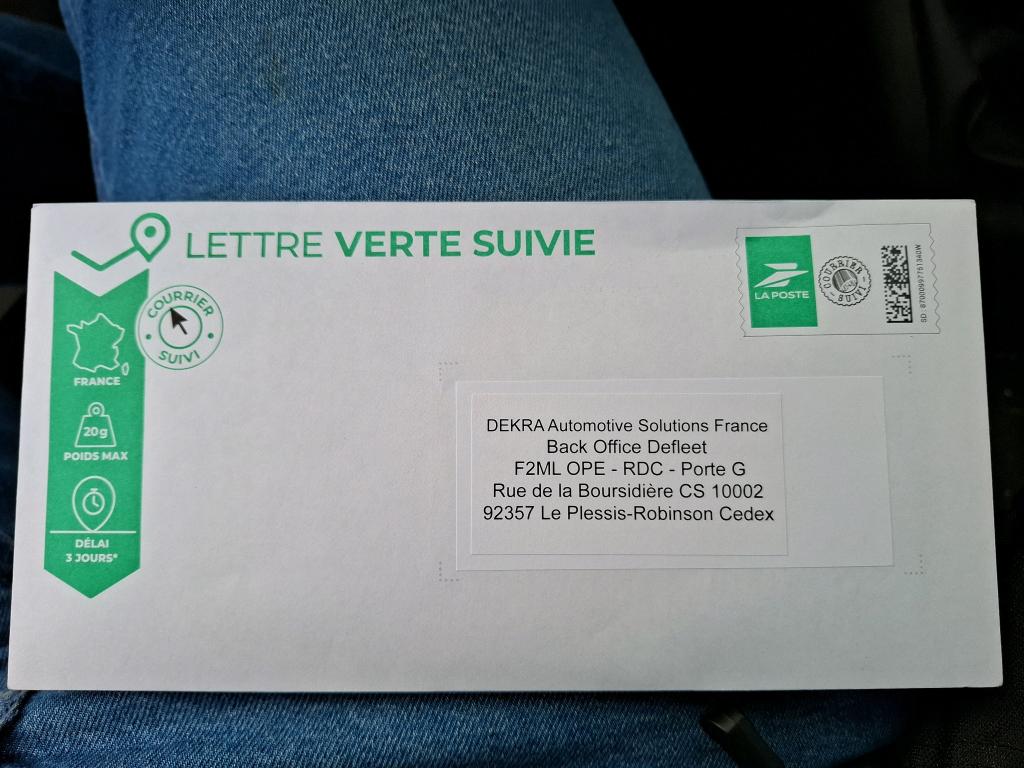 LETTRE VERTE SUIVIE
COURRIER
SUIVI
FRANCE
20g
POIDS MAX
DÉLAI
3 JOURS*
LA POSTE
COURRIER
SUIVI
DEKRA Automotive Solutions France
Back Office Defleet
F2ML OPE - RDC - Porte G
Rue de la Boursidière CS 10002
92357 Le Plessis-Robinson Cedex